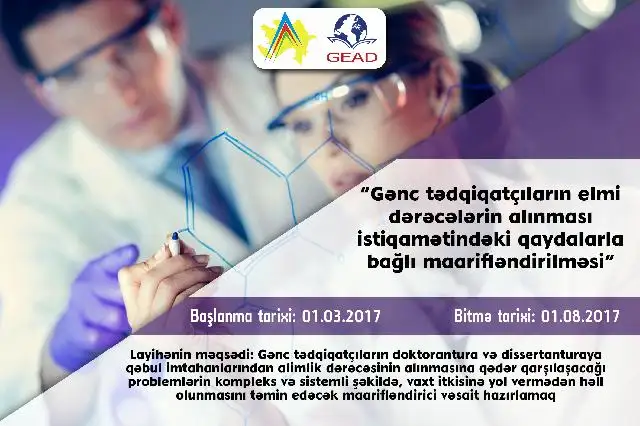 GEAD
“Gənc tədqiqatçıların elmi
dərəcələrin alınması
istiqamətindəki qaydalarla
bağlı maarifləndirilməsi”
Başlanma tarixi: 01.03.2017 Bitmə tarixi: 01.08.2017
Layihənin məqsədi: Gənc tədqiqatçıların doktorantura və dissertanturaya
qəbul imtahanlarından alimlik dərəcəsinin alınmasına qədər qarşılaşacağı
problemlərin kompleks və sistemli şəkildə, vaxt itkisinə yol vermədən həll
olunmasını təmin edəcək maarifləndirici vəsait hazırlamaq